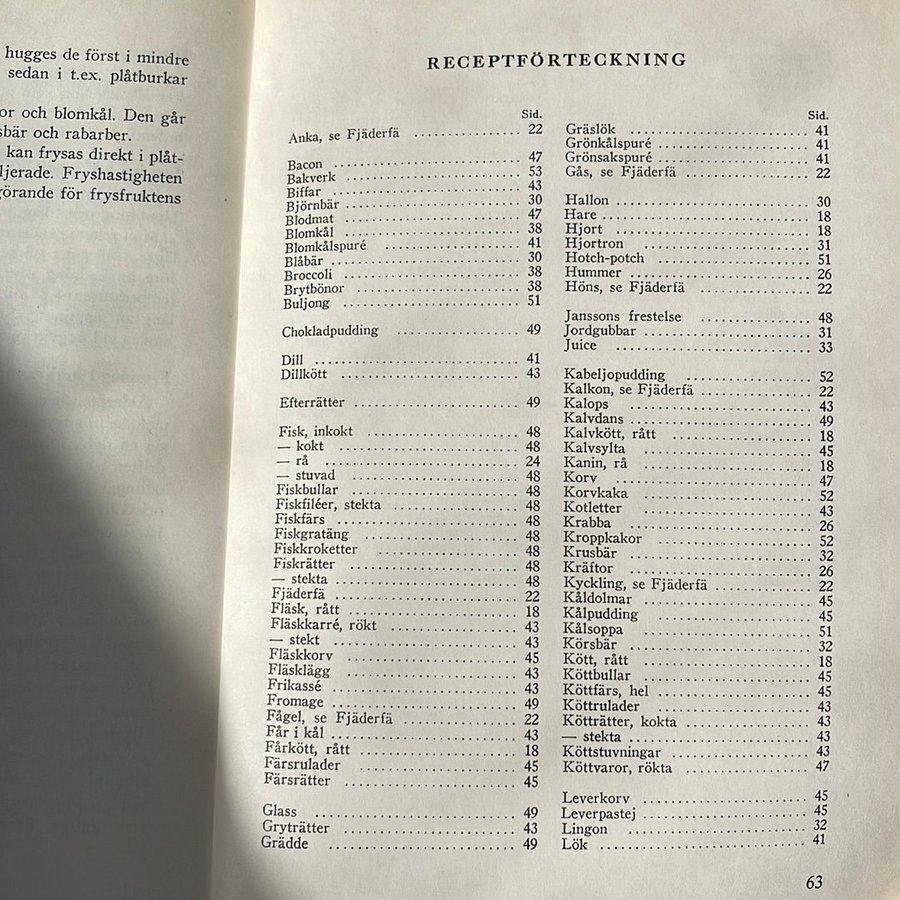 hugges de först i mindre
sedan i t.ex. plåtburkar
or och blomkål. Den går
sbär och rabarber.
kan frysas direkt i plåt-
ljerade. Fryshastigheten
görande för frysfruktens
RECEPTFÖRTECKNING
Sid.
Anka, se Fjäderfä 22
Bacon 47
Bakverk 53
Biffar 43
Björnbär 30
Blodmat 47
Blomkål 38
Blomkålspuré 41
Blåbär 30
Broccoli 38
Brytbönor 38
Buljong 51
Chokladpudding 49
Dill 41
Dillkött 43
Efterrätter 49
Fisk, inkokt 48
— kokt 48
— rå 24
— stuvad 48
Fiskbullar 48
Fiskfiléer, stekta 48
Fiskfärs 48
Fiskgratäng 48
Fiskkroketter 48
Fiskrätter 48
— stekta 48
Fjäderfä 22
Fläsk, rått 18
Fläskkarré, rökt 43
— stekt 43
Fläskkorv 45
Fläsklägg 43
Frikassé 43
Fromage 49
Fågel, se Fjäderfä 22
Får i kål 43
Fårkött, rått 18
Färsrulader 45
Färsrätter 45
Glass 49
Gryträtter 43
Grädde 49
Sid.
Gräslök 41
Grönkålspuré 41
Grönsakspuré 41
Gås, se Fjäderfä 22
Hallon 30
Hare 18
Hjort 18
Hjortron 31
Hotch-potch 51
Hummer 26
Höns, se Fjäderfä 22
Janssons frestelse 48
Jordgubbar 31
Juice 33
Kabeljopudding 52
Kalkon, se Fjäderfä 22
Kalops 43
Kalvdans 49
Kalvkött, rått 18
Kalvsylta 45
Kanin, rå 18
Korv 47
Korvkaka 52
Kotletter 43
Krabba 26
Kroppkakor 52
Krusbär 32
Kräftor 26
Kyckling, se Fjäderfä 22
Kåldolmar 45
Kålpudding 45
Kålsoppa 51
Körsbär 32
Kött, rått 18
Köttbullar 45
Köttfärs, hel 45
Köttrulader 43
Kötträtter, kokta 43
— stekta 43
Köttstuvningar 43
Köttvaror, rökta 47
Leverkorv 45
Leverpastej 45
Lingon 32
Lök 41
63